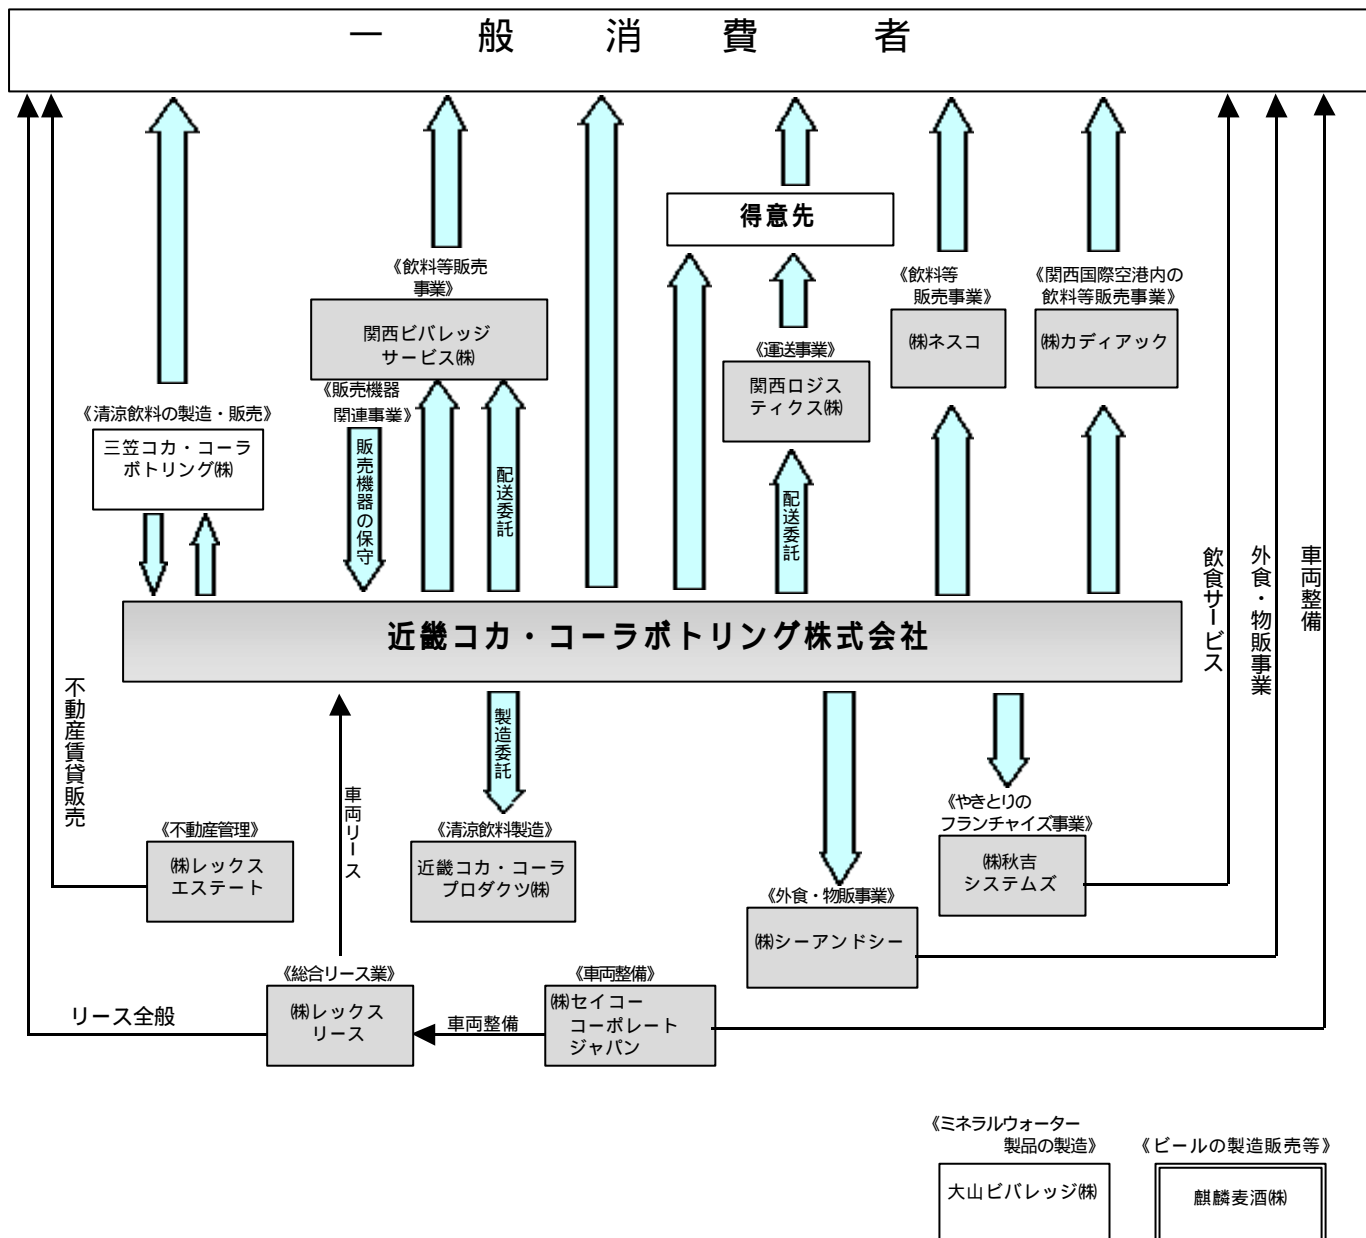 一般消費者
得意先
《飲料等販売
事業》
関西ビバレッジ
サービス㈱
《販売機器
関連事業》
《飲料等
販売事業》
㈱ネスコ
《関西国際空港内の
飲料等販売事業》
㈱カディアック
《運送事業》
関西ロジス
ティクス㈱
《清涼飲料の製造・販売》
三笠コカ・コーラ
ボトリング㈱
販売機器の保守
配送委託
配送委託
飲食サービス
外食・物販事業
車両整備
近畿コカ・コーラボトリング株式会社
不動産賃貸販売
車両リース
製造委託
《不動産管理》
㈱レックス
エステート
《清涼飲料製造》
近畿コカ・コーラ
プロダクツ㈱
《やきとりの
フランチャイズ事業》
㈱秋吉
システムズ
《外食・物販事業》
㈱シーアンドシー
《総合リース業》
㈱レックス
リース
《車両整備》
㈱セイコー
コーポレート
ジャパン
リース全般
車両整備
《ミネラルウォーター
製品の製造》
大山ビバレッジ㈱
《ビールの製造販売等》
麒麟麦酒㈱